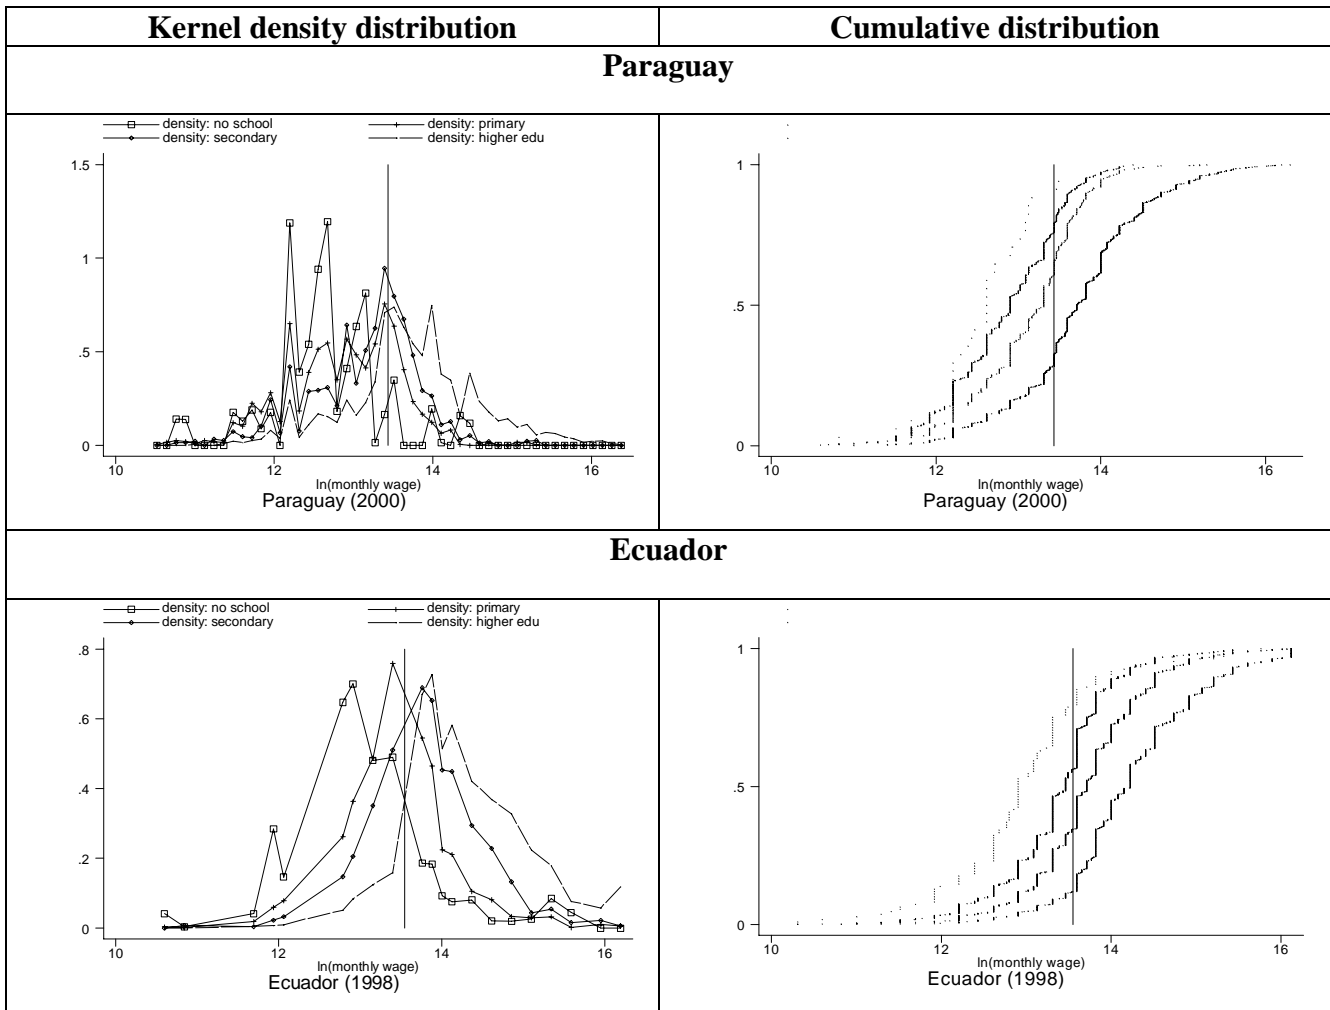 Kernel density distribution
Cumulative distribution
Paraguay
density: no school
density: primary
density: secondary
density: higher edu
1.5
1
.5
0
10
12
14
16
ln(monthly wage)
Paraguay (2000)
1
.5
0
10
12
14
16
ln(monthly wage)
Paraguay (2000)
Ecuador
density: no school
density: primary
density: secondary
density: higher edu
.8
.6
.4
.2
0
10
12
14
16
ln(monthly wage)
Ecuador (1998)
1
.5
0
10
12
14
16
ln(monthly wage)
Ecuador (1998)